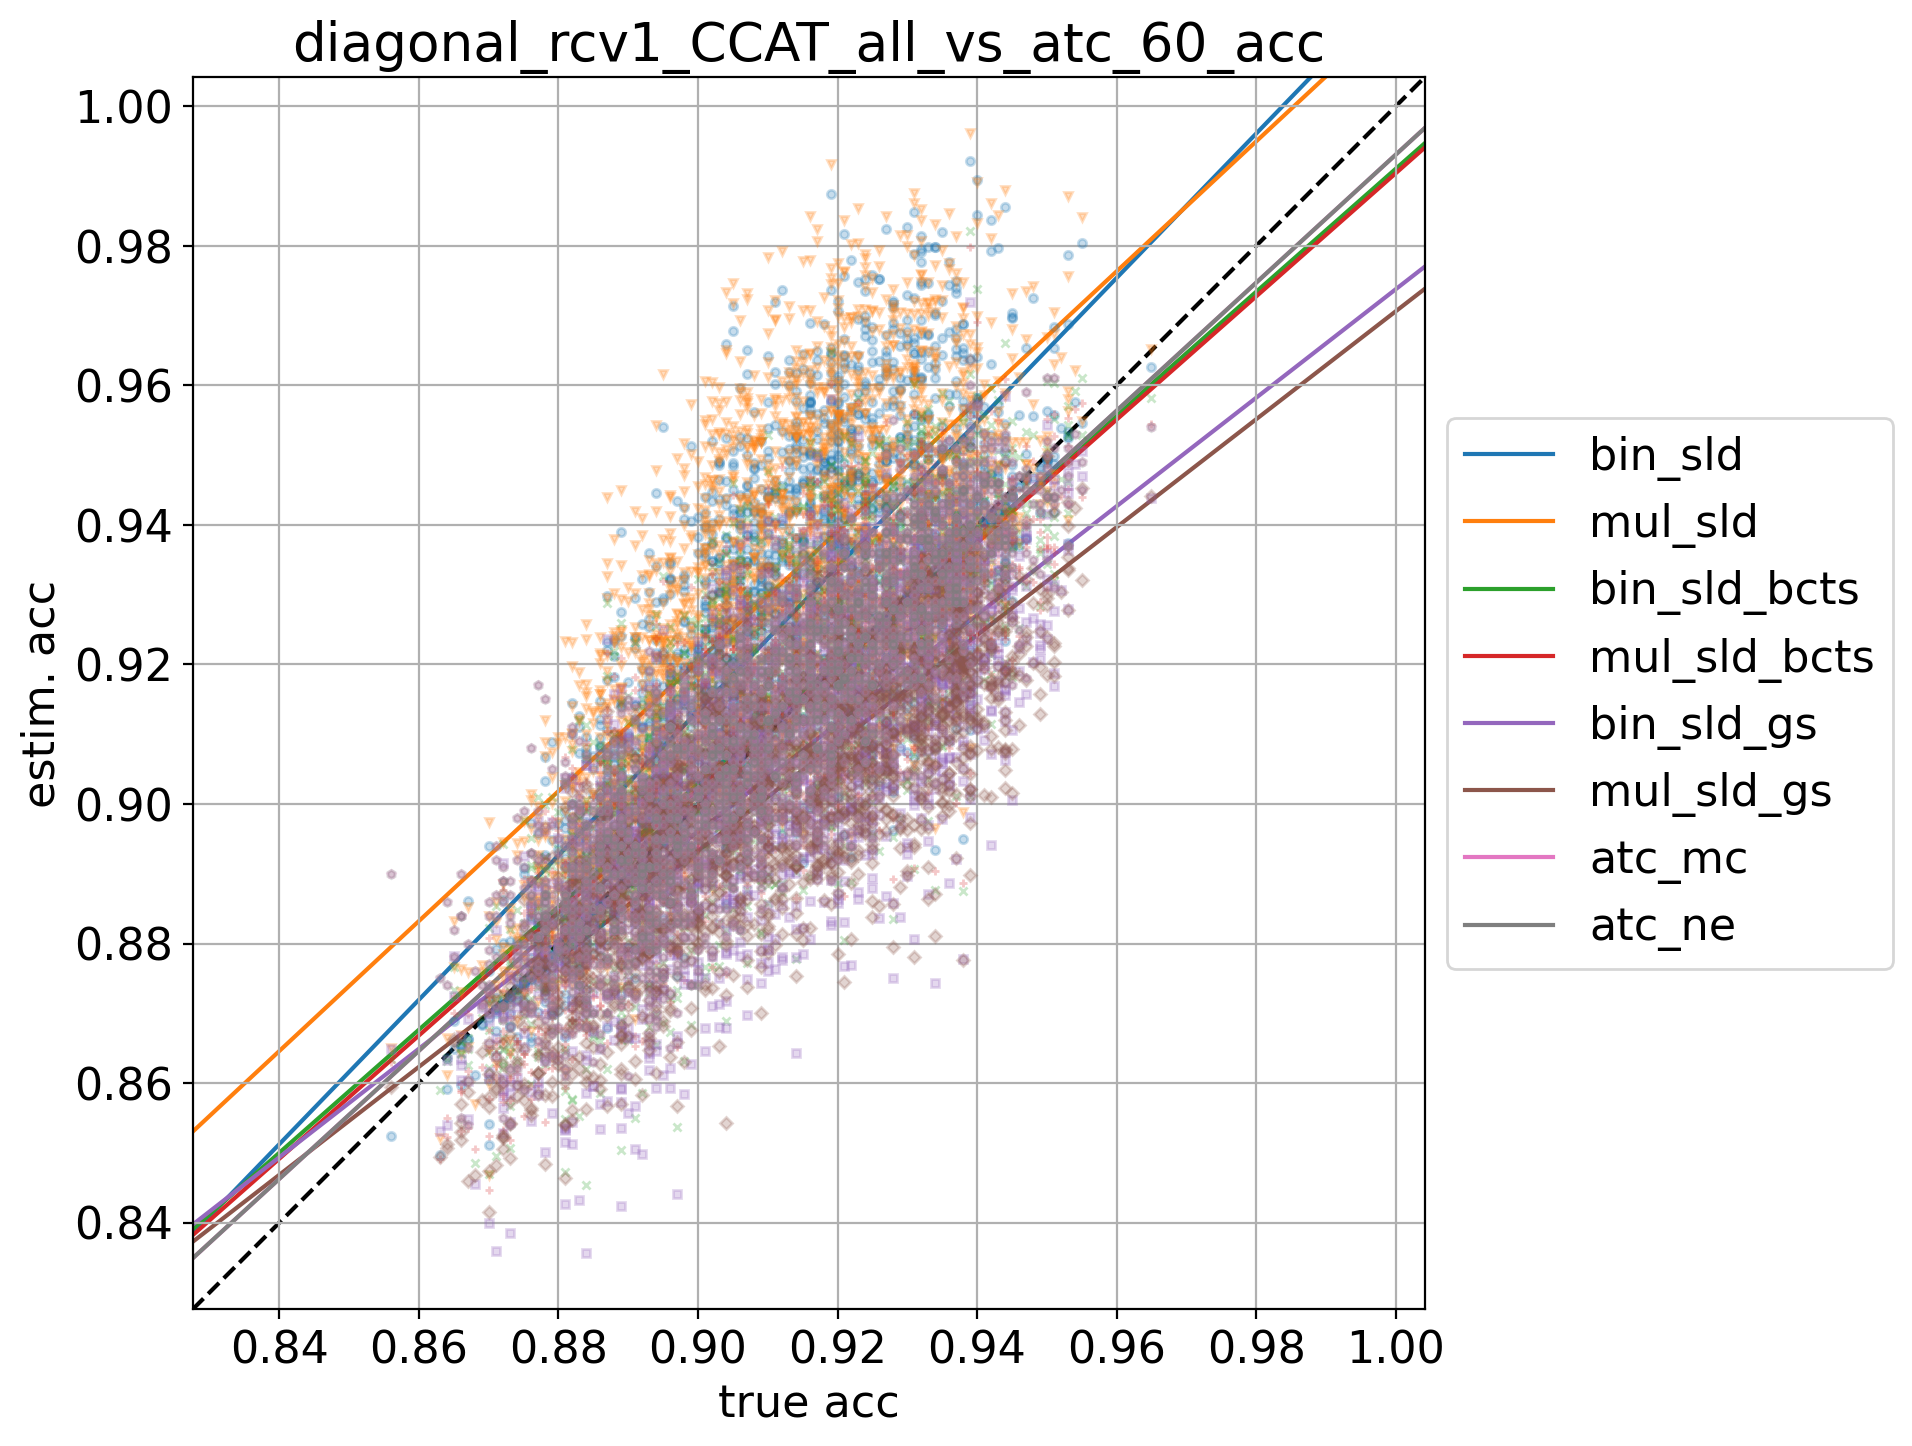 diagonal_rcv1_CCAT_all_vs_atc_60_acc
1.00
0.98
0.96
0.94
0.92
0.90
0.88
0.86
0.84
estim. acc
0.84 0.86 0.88 0.90 0.92 0.94 0.96 0.98 1.00
true acc
bin_sld
mul_sld
bin_sld_bcts
mul_sld_bcts
bin_sld_gs
mul_sld_gs
atc_mc
atc_ne